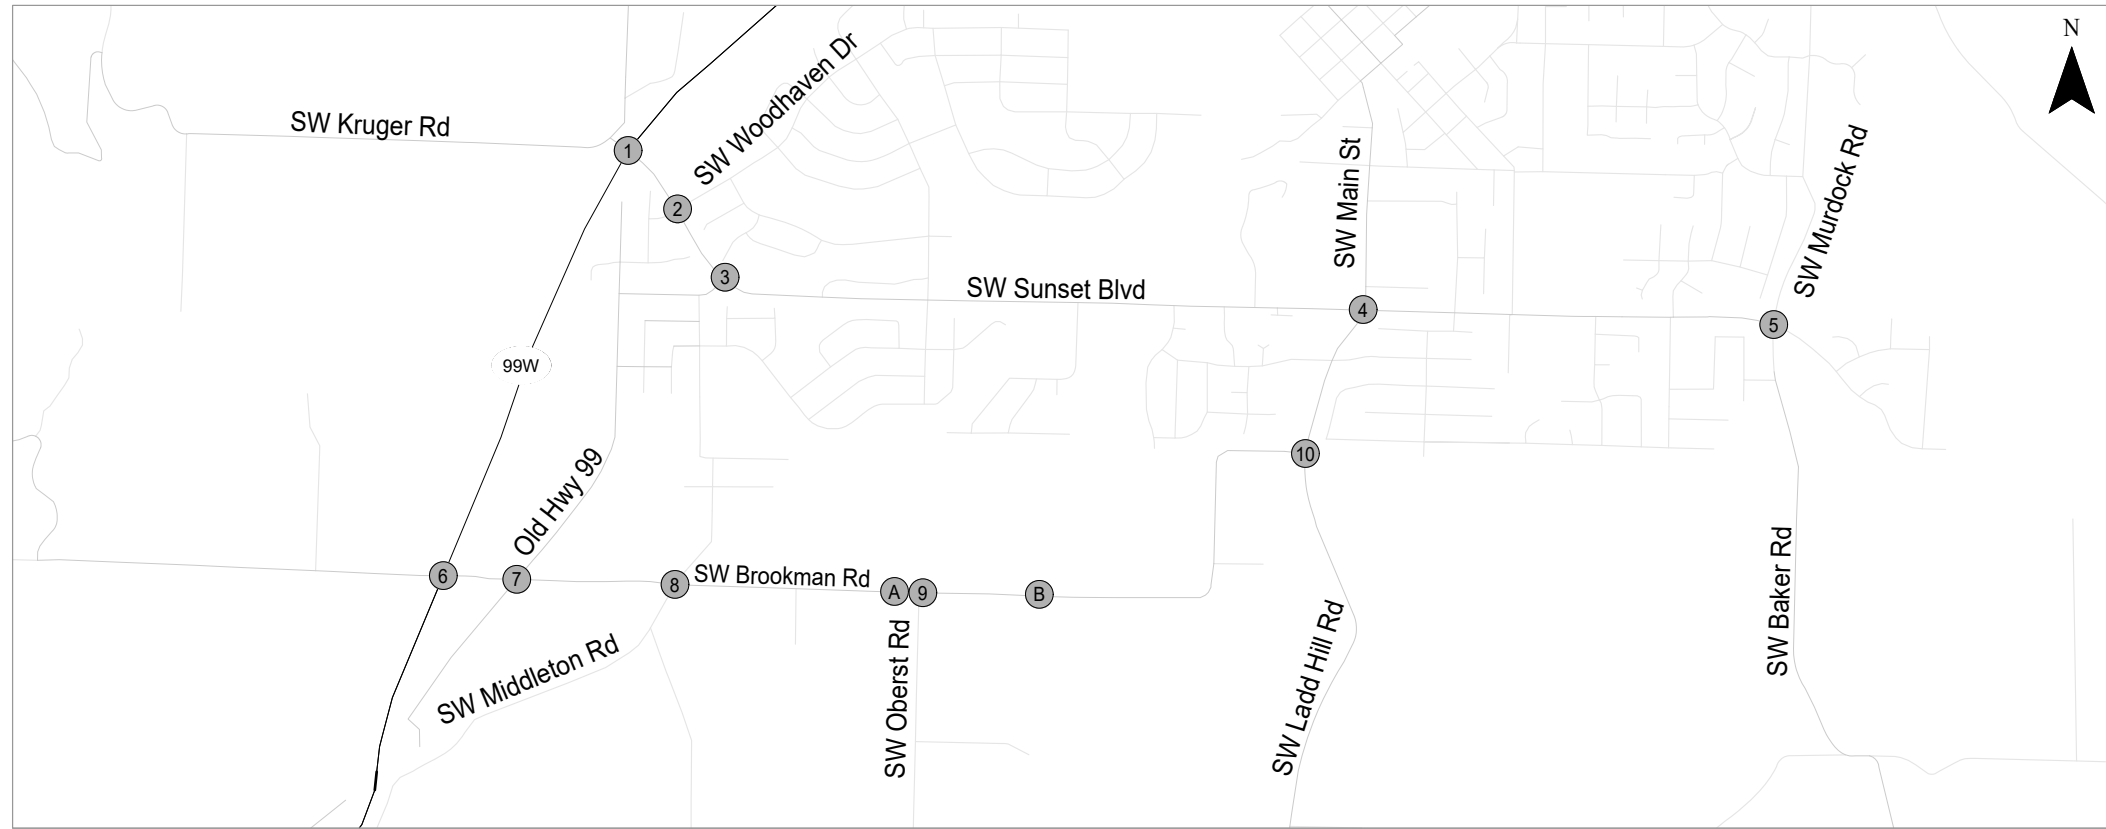 N
SW Kruger Rd
SW Woodhaven Dr
1
2
SW Main St
SW Murdock Rd
3
SW Sunset Blvd
4
5
99W
Old Hwy 99
10
6
7
8
SW Brookman Rd
A
9
B
SW Middleton Rd
SW Oberst Rd
SW Ladd Hill Rd
SW Baker Rd